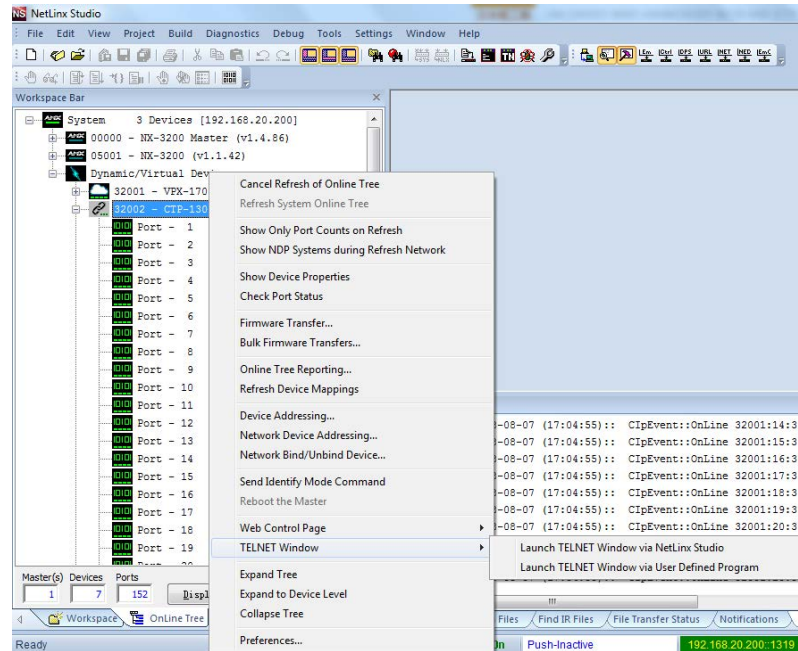 NetLinx Studio
File Edit View Project Build Diagnostics Debug Tools Settings Window Help
Workspace Bar
System 3 Devices [192.168.20.200]
00000 - NX-3200 Master (v1.4.86)
05001 - NX-3200 (v1.1.42)
Dynamic/Virtual Dev
32001 - VPX-170
32002 - CTP-130
Port - 1
Port - 2
Port - 3
Port - 4
Port - 5
Port - 6
Port - 7
Port - 8
Port - 9
Port - 10
Port - 11
Port - 12
Port - 13
Port - 14
Port - 15
Port - 16
Port - 17
Port - 18
Port - 19
Cancel Refresh of Online Tree
Refresh System Online Tree
Show Only Port Counts on Refresh
Show NDP Systems during Refresh Network
Show Device Properties
Check Port Status
Firmware Transfer...
Bulk Firmware Transfers...
Online Tree Reporting...
Refresh Device Mappings
Device Addressing...
Network Device Addressing...
Network Bind/Unbind Device...
Send Identify Mode Command
Reboot the Master
Web Control Page
TELNET Window
Expand Tree
Expand to Device Level
Collapse Tree
Preferences...
Launch TELNET Window via NetLinx Studio
Launch TELNET Window via User Defined Program
-08-07 (17:04:55):: CIpEvent::OnLine 32001:14:3
-08-07 (17:04:55):: CIpEvent::OnLine 32001:15:3
-08-07 (17:04:55):: CIpEvent::OnLine 32001:16:3
-08-07 (17:04:55):: CIpEvent::OnLine 32001:17:3
-08-07 (17:04:55):: CIpEvent::OnLine 32001:18:3
-08-07 (17:04:55):: CIpEvent::OnLine 32001:19:3
-08-07 (17:04:55):: CIpEvent::OnLine 32001:20:3
Master(s) Devices Ports
1 7 152 Displ
Workspace OnLine Tree
Files Find IR Files File Transfer Status Notifications
Ready
On Push-Inactive 192.168.20.200::1319